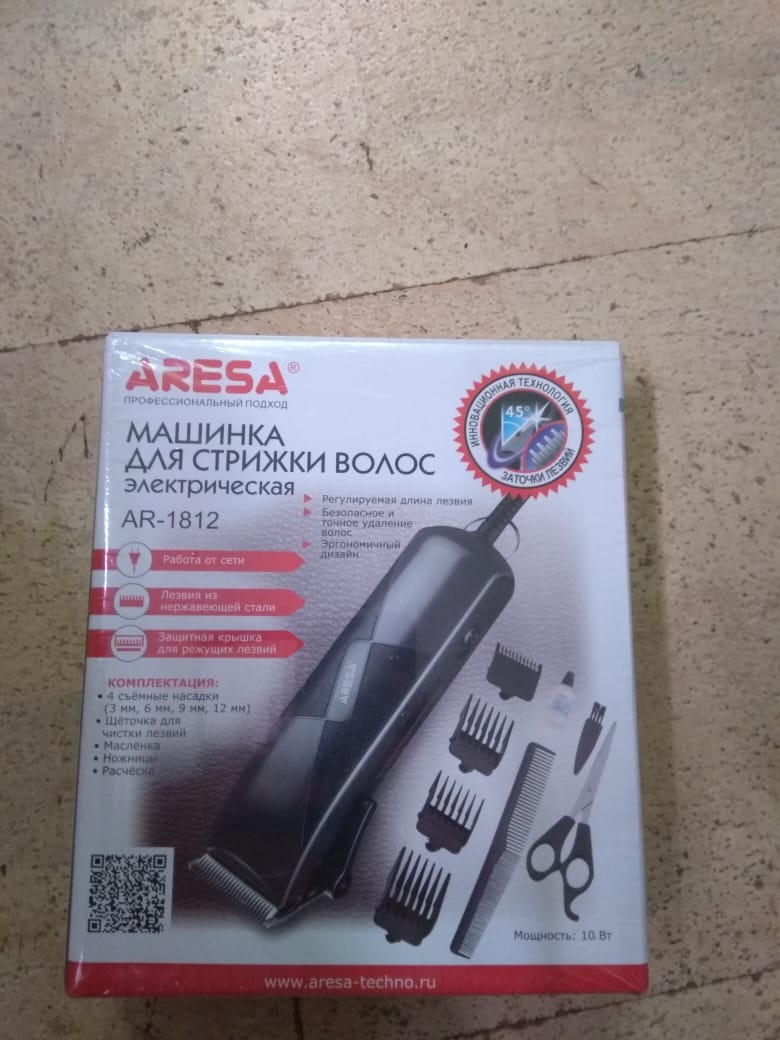 ARESA®
ПРОФЕССИОНАЛЬНЫЙ ПОДХОД
МАШИНКА
ДЛЯ СТРИЖКИ ВОЛОС
электрическая
AR-1812
ИННОВАЦИОННАЯ ТЕХНОЛОГИЯ
45°
ЗАТОЧКИ ЛЕЗВИЙ
Регулируемая длина лезвия
Безопасное и
точное удаление
волос
Эргономичный
дизайн
Работа от сети
Лезвия из
нержавеющей стали
Защитная крышка
для режущих лезвий
КОМПЛЕКТАЦИЯ:
• 4 съёмные насадки
(3 мм, 6 мм, 9 мм, 12 мм)
• Щёточка для
чистки лезвий
• Маслёнка
• Ножницы
• Расчёска
ARESA
Мощность: 10 Вт
www.aresa-techno.ru